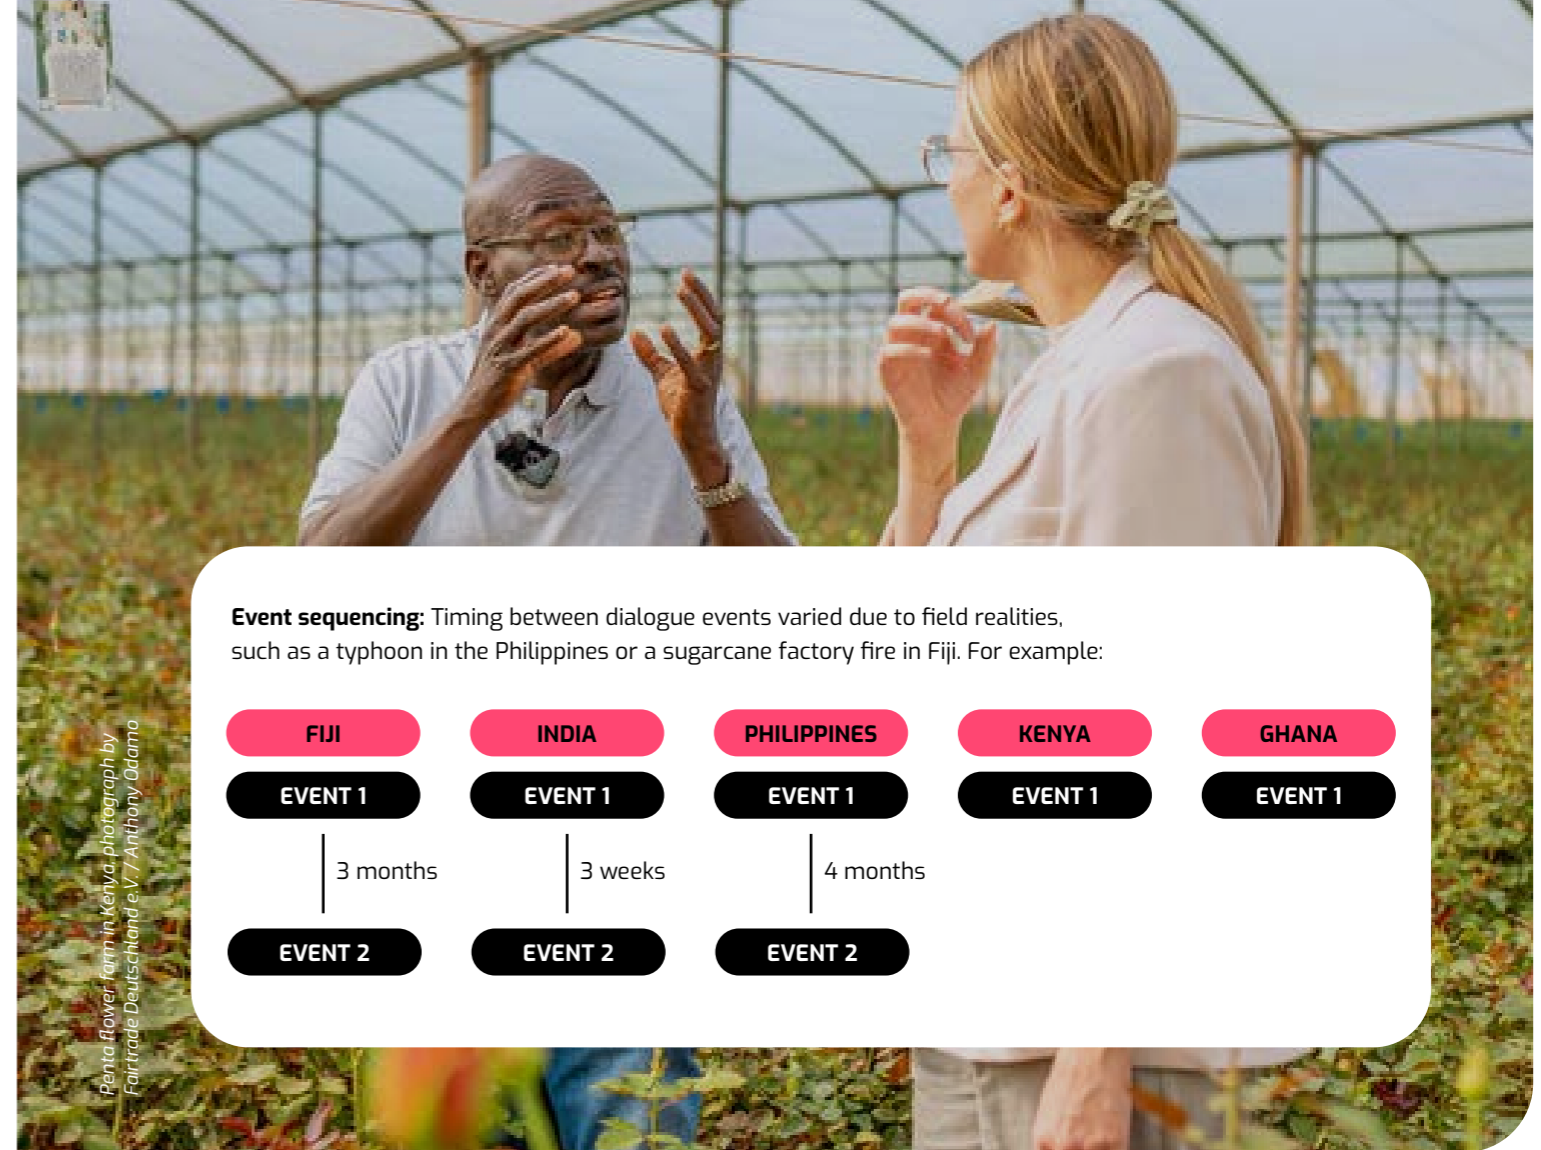 Event sequencing: Timing between dialogue events varied due to field realities,
such as a typhoon in the Philippines or a sugarcane factory fire in Fiji. For example:
FIJI
INDIA
PHILIPPINES
KENYA
GHANA
EVENT 1
EVENT 1
EVENT 1
EVENT 1
EVENT 1
3 months
3 weeks
4 months
EVENT 2
EVENT 2
EVENT 2
Penta flower farm in Kenya, photograph by
Fairtrade Deutschland e.V. / Anthony Odamo